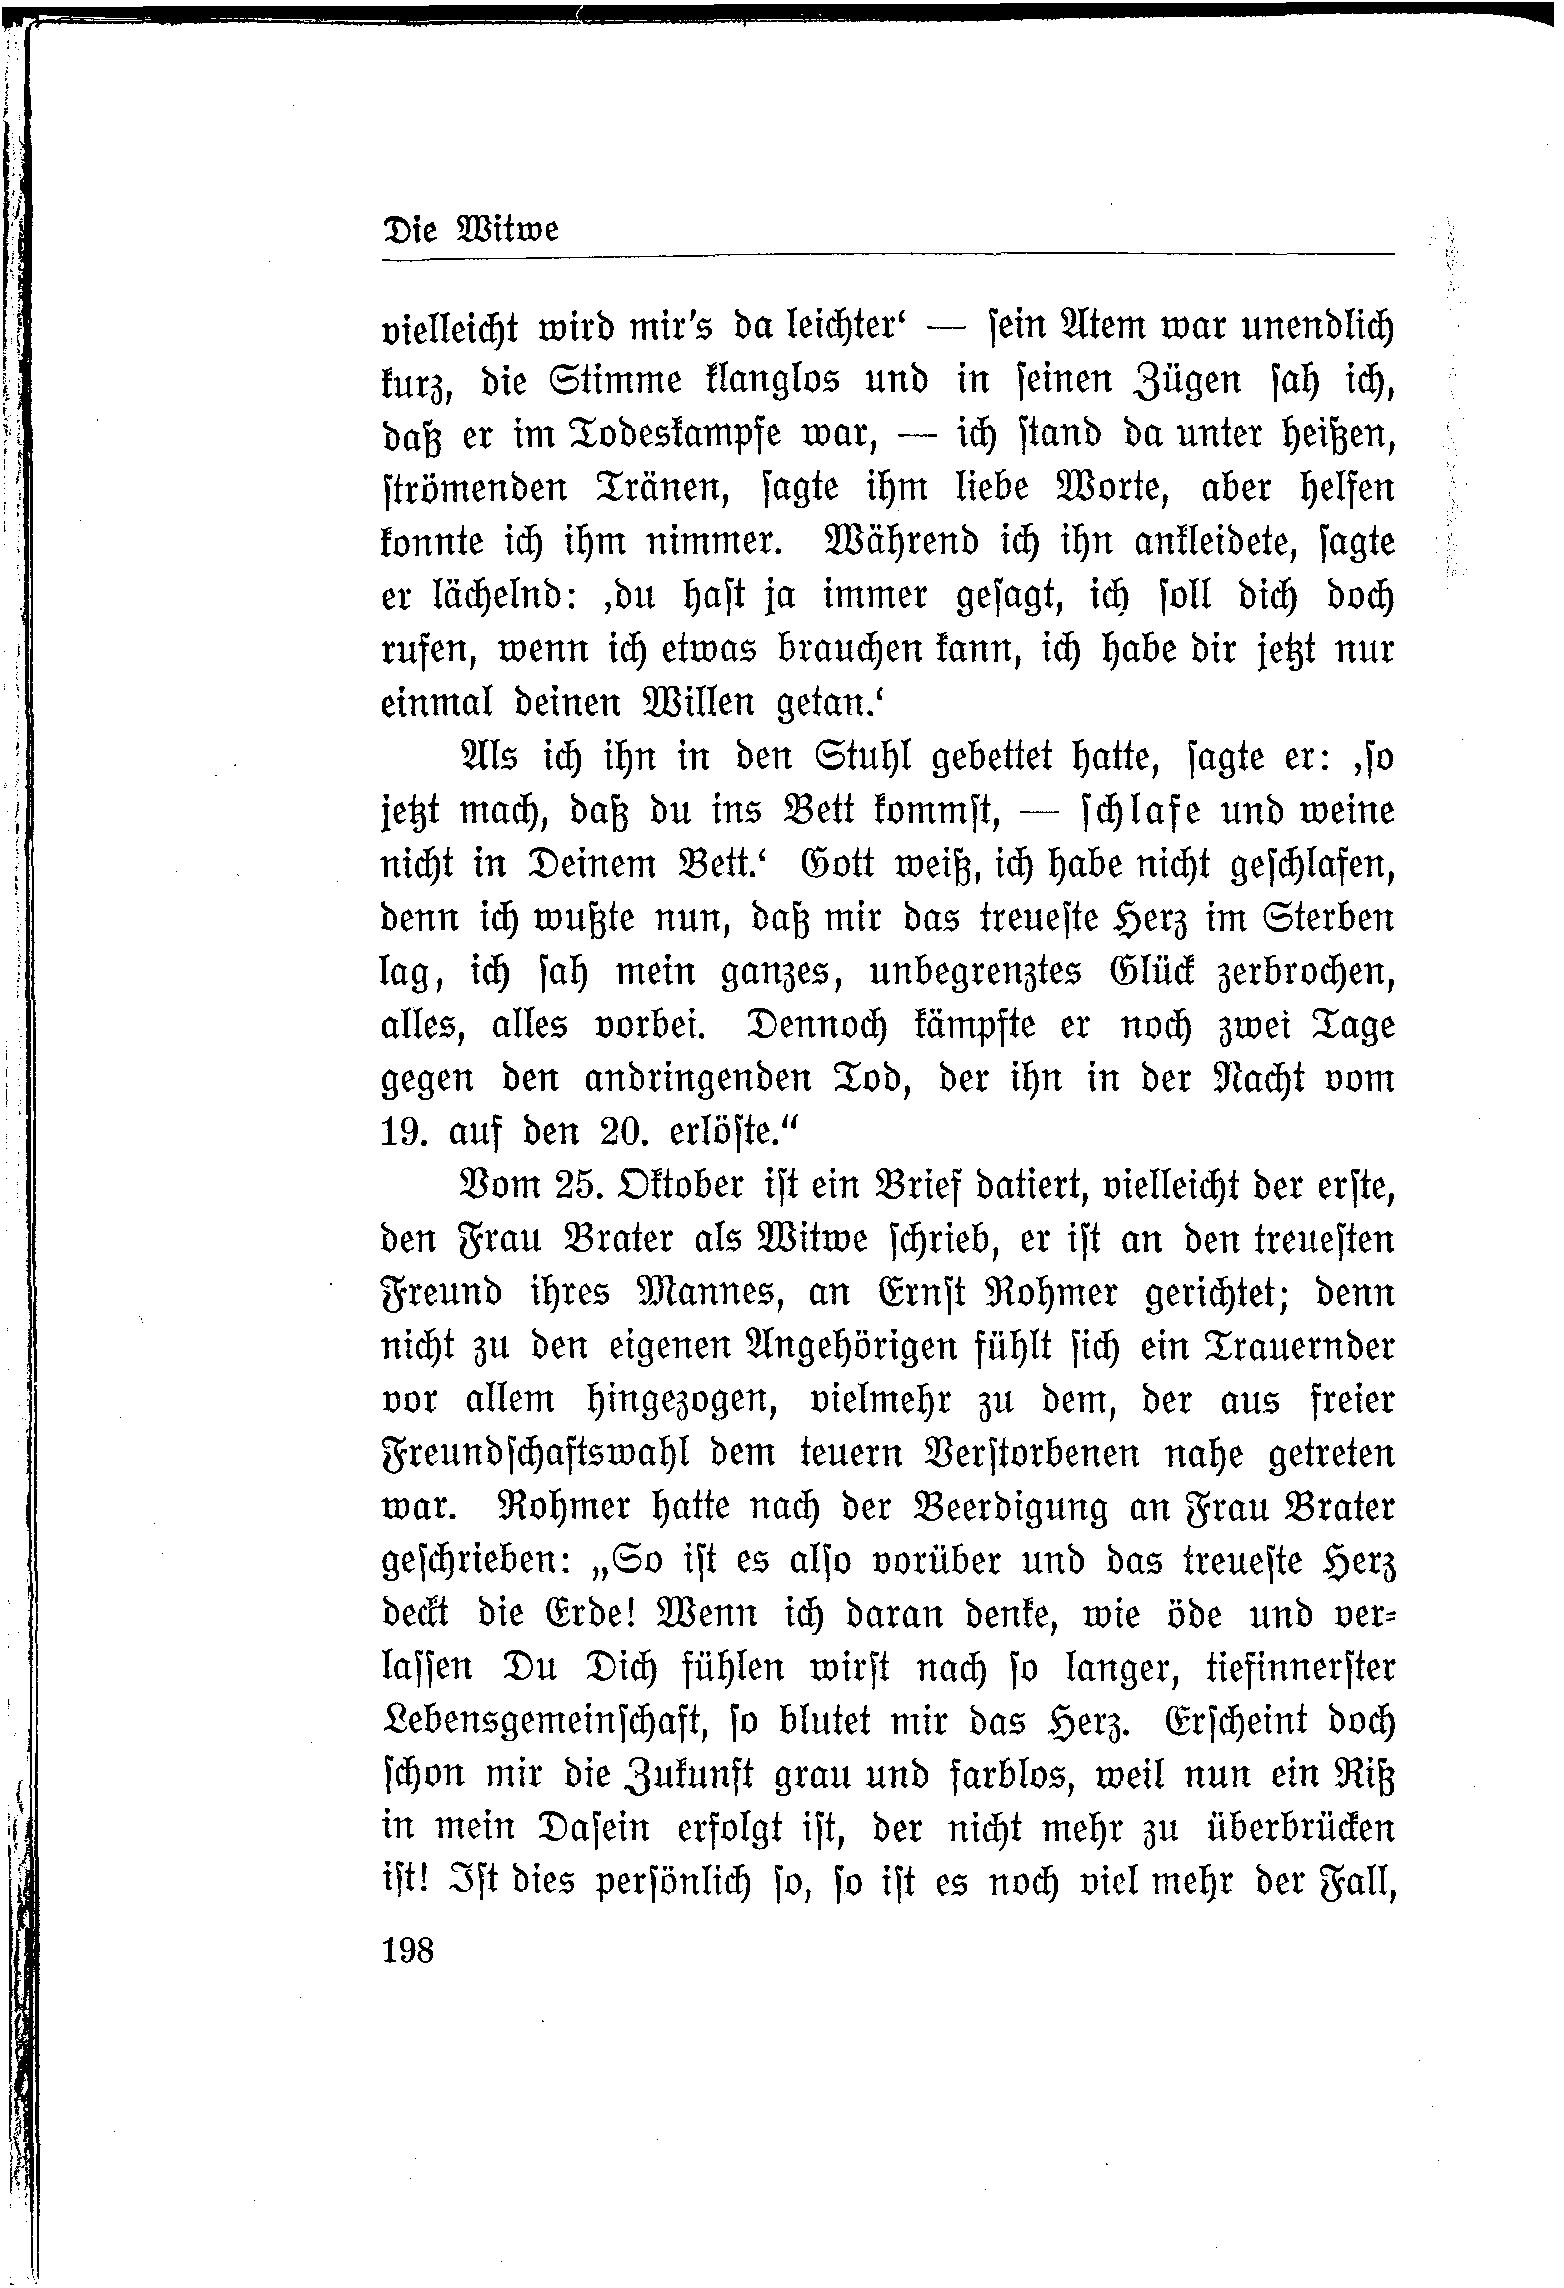 Die Witwe
vielleicht wird mir's da leichter‘ — sein Atem war unendlich
kurz, die Stimme klanglos und in seinen Zügen sah ich,
daß er im Todeskampfe war, — ich stand da unter heißen,
strömenden Tränen, sagte ihm liebe Worte, aber helfen
konnte ich ihm nimmer. Während ich ihn ankleidete, sagte
er lächelnd: ‚du hast ja immer gesagt, ich soll dich doch
rufen, wenn ich etwas brauchen kann, ich habe dir jetzt nur
einmal deinen Willen getan.‘
Als ich ihn in den Stuhl gebettet hatte, sagte er: ‚so
jetzt mach, daß du ins Bett kommst, — schlafe und weine
nicht in Deinem Bett.‘ Gott weiß, ich habe nicht geschlafen,
denn ich wußte nun, daß mir das treueste Herz im Sterben
lag, ich sah mein ganzes, unbegrenztes Glück zerbrochen,
alles, alles vorbei. Dennoch kämpfte er noch zwei Tage
gegen den andringenden Tod, der ihn in der Nacht vom
19. auf den 20. erlöste.“
Vom 25. Oktober ist ein Brief datiert, vielleicht der erste,
den Frau Brater als Witwe schrieb, er ist an den treuesten
Freund ihres Mannes, an Ernst Rohmer gerichtet; denn
nicht zu den eigenen Angehörigen fühlt sich ein Trauernder
vor allem hingezogen, vielmehr zu dem, der aus freier
Freundschaftswahl dem teuern Verstorbenen nahe getreten
war. Rohmer hatte nach der Beerdigung an Frau Brater
geschrieben: „So ist es also vorüber und das treueste Herz
deckt die Erde! Wenn ich daran denke, wie öde und ver-
lassen Du Dich fühlen wirst nach so langer, tiefinnerster
Lebensgemeinschaft, so blutet mir das Herz. Erscheint doch
schon mir die Zukunft grau und farblos, weil nun ein Riß
in mein Dasein erfolgt ist, der nicht mehr zu überbrücken
ist! Ist dies persönlich so, so ist es noch viel mehr der Fall,
198